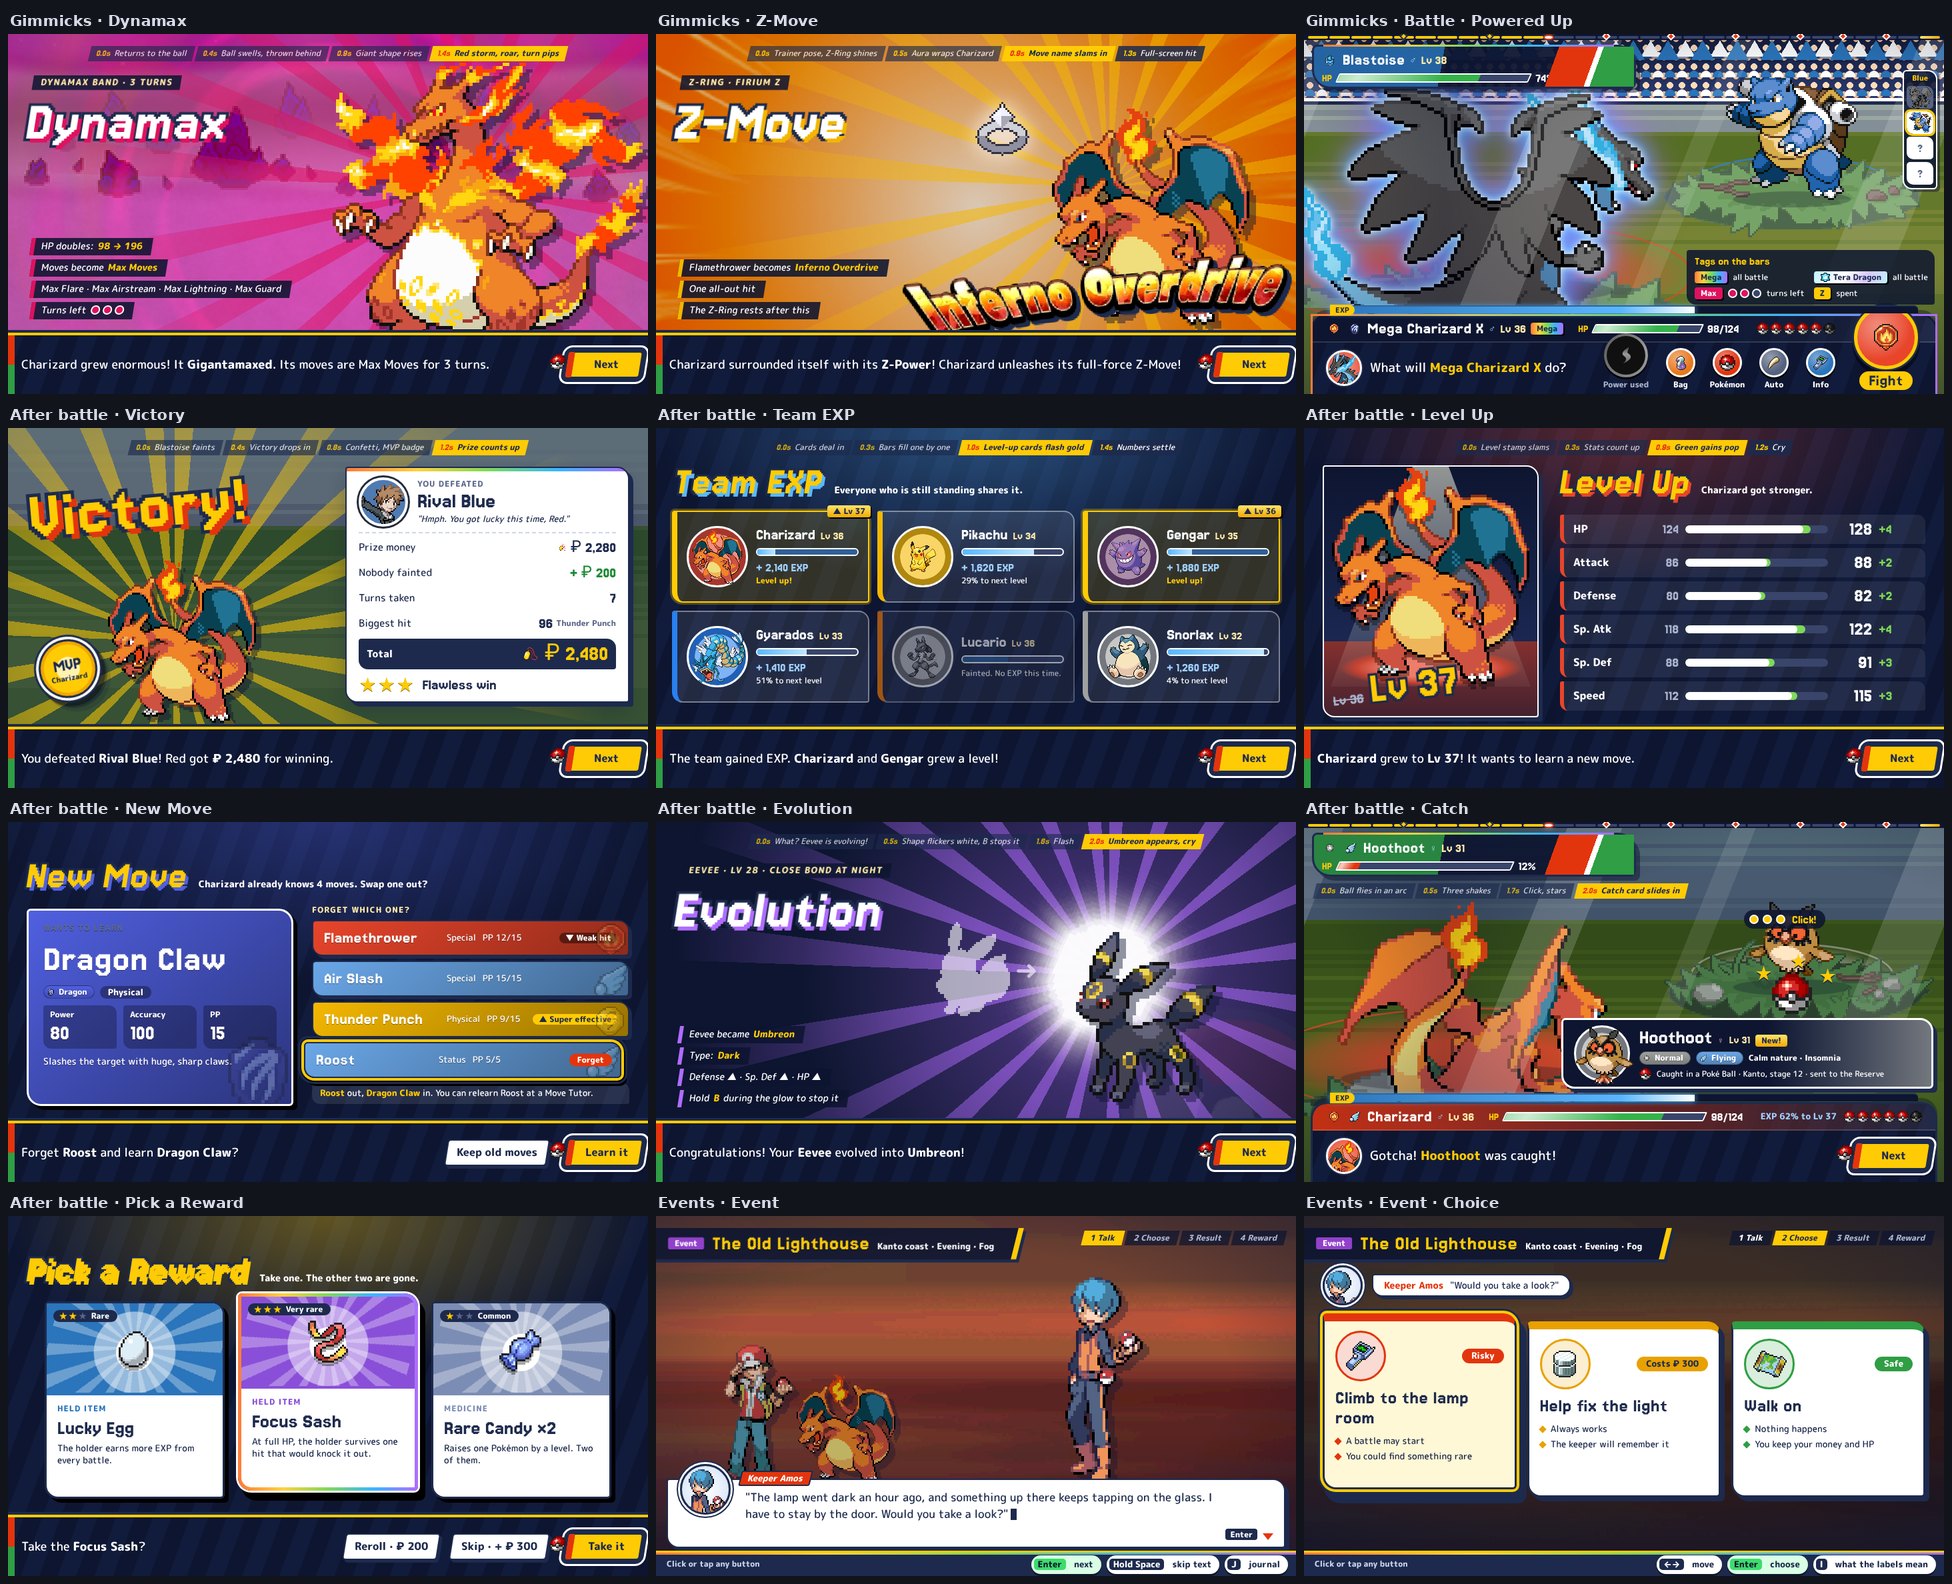 Gimmicks · Dynamax
0.0s Returns to the ball
0.4s Ball swells, thrown behind
0.9s Giant shape rises
1.4s Red storm, roar, turn pips
DYNAMAX BAND · 3 TURNS
Dynamax
HP doubles: 98 → 196
Moves become Max Moves
Max Flare · Max Airstream · Max Lightning · Max Guard
Turns left
Charizard grew enormous! It Gigantamaxed. Its moves are Max Moves for 3 turns.
Next
Gimmicks · Z-Move
0.0s Trainer pose, Z-Ring shines
0.5s Aura wraps Charizard
0.8s Move name slams in
1.3s Full-screen hit
Z-RING · FIRIUM Z
Z-Move
Flamethrower becomes Inferno Overdrive
One all-out hit
The Z-Ring rests after this
Inferno Overdrive
Charizard surrounded itself with its Z-Power! Charizard unleashes its full-force Z-Move!
Next
Gimmicks · Battle · Powered Up
Blastoise ♂ Lv 38
HP
Blue
?
?
Tags on the bars
Mega all battle
Tera Dragon all battle
Max turns left
Z spent
EXP
Mega Charizard X ♂ Lv 36 Mega
HP 98/124
What will Mega Charizard X do?
Power used
Bag
Pokémon
Auto
Info
Fight
After battle · Victory
0.0s Blastoise faints
0.4s Victory drops in
0.8s Confetti, MVP badge
1.2s Prize counts up
Victory!
MVP
Charizard
YOU DEFEATED
Rival Blue
"Hmph. You got lucky this time, Red."
Prize money ₽ 2,280
Nobody fainted + ₽ 200
Turns taken 7
Biggest hit 96 Thunder Punch
Total ₽ 2,480
Flawless win
You defeated Rival Blue! Red got ₽ 2,480 for winning.
Next
After battle · Team EXP
0.0s Cards deal in
0.3s Bars fill one by one
1.0s Level-up cards flash gold
1.4s Numbers settle
Team EXP
Everyone who is still standing shares it.
▲ Lv 37
Charizard Lv 36
+ 2,140 EXP
Level up!
Pikachu Lv 34
+ 1,620 EXP
29% to next level
▲ Lv 36
Gengar Lv 35
+ 1,880 EXP
Level up!
Gyarados Lv 33
+ 1,410 EXP
51% to next level
Lucario Lv 36
Fainted. No EXP this time.
Snorlax Lv 32
+ 1,260 EXP
4% to next level
The team gained EXP. Charizard and Gengar grew a level!
Next
After battle · Level Up
0.0s Level stamp slams
0.3s Stats count up
0.9s Green gains pop
1.2s Cry
Lv 36
Lv 37
Level Up
Charizard got stronger.
HP 124 128 +4
Attack 86 88 +2
Defense 80 82 +2
Sp. Atk 118 122 +4
Sp. Def 88 91 +3
Speed 112 115 +3
Charizard grew to Lv 37! It wants to learn a new move.
Next
After battle · New Move
New Move
Charizard already knows 4 moves. Swap one out?
WANTS TO LEARN
Dragon Claw
Dragon
Physical
Power
80
Accuracy
100
PP
15
Slashes the target with huge, sharp claws.
FORGET WHICH ONE?
Flamethrower Special PP 12/15 ▼ Weak hit
Air Slash Special PP 15/15
Thunder Punch Physical PP 9/15 ▲ Super effective
Roost Status PP 5/5 Forget
Roost out, Dragon Claw in. You can relearn Roost at a Move Tutor.
Forget Roost and learn Dragon Claw?
Keep old moves
Learn it
After battle · Evolution
0.0s What? Eevee is evolving!
0.5s Shape flickers white, B stops it
1.8s Flash
2.0s Umbreon appears, cry
EEVEE · LV 28 · CLOSE BOND AT NIGHT
Evolution
Eevee became Umbreon
Type: Dark
Defense ▲ · Sp. Def ▲ · HP ▲
Hold B during the glow to stop it
Congratulations! Your Eevee evolved into Umbreon!
Next
After battle · Catch
Hoothoot ♀ Lv 31
HP 12%
0.0s Ball flies in an arc
0.5s Three shakes
1.7s Click, stars
2.0s Catch card slides in
Click!
Hoothoot ♀ Lv 31 New!
Normal
Flying
Calm nature · Insomnia
Caught in a Poké Ball · Kanto, stage 12 · sent to the Reserve
EXP
Charizard ♂ Lv 36
HP 98/124
EXP 62% to Lv 37
Gotcha! Hoothoot was caught!
Next
After battle · Pick a Reward
Pick a Reward
Take one. The other two are gone.
Rare
HELD ITEM
Lucky Egg
The holder earns more EXP from
every battle.
Very rare
HELD ITEM
Focus Sash
At full HP, the holder survives one
hit that would knock it out.
Common
MEDICINE
Rare Candy ×2
Raises one Pokémon by a level. Two
of them.
Take the Focus Sash?
Reroll · ₽ 200
Skip · + ₽ 300
Take it
Events · Event
Event
The Old Lighthouse
Kanto coast · Evening · Fog
1 Talk
2 Choose
3 Result
4 Reward
Keeper Amos
"The lamp went dark an hour ago, and something up there keeps tapping on the glass. I
have to stay by the door. Would you take a look?"
Enter
Click or tap any button
Enter next
Hold Space skip text
J journal
Events · Event · Choice
Event
The Old Lighthouse
Kanto coast · Evening · Fog
1 Talk
2 Choose
3 Result
4 Reward
Keeper Amos "Would you take a look?"
Risky
Climb to the lamp
room
A battle may start
You could find something rare
Costs ₽ 300
Help fix the light
Always works
The keeper will remember it
Safe
Walk on
Nothing happens
You keep your money and HP
Click or tap any button
←→ move
Enter choose
I what the labels mean